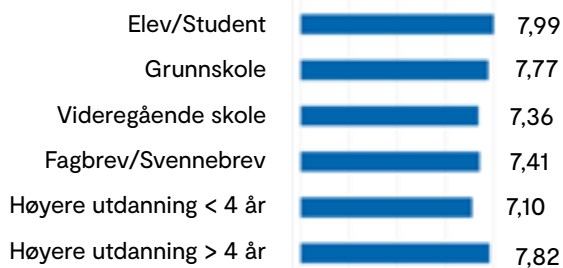 Elev/Student 7,99
Grunnskole 7,77
Videregående skole 7,36
Fagbrev/Svennebrev 7,41
Høyere utdanning < 4 år 7,10
Høyere utdanning > 4 år 7,82